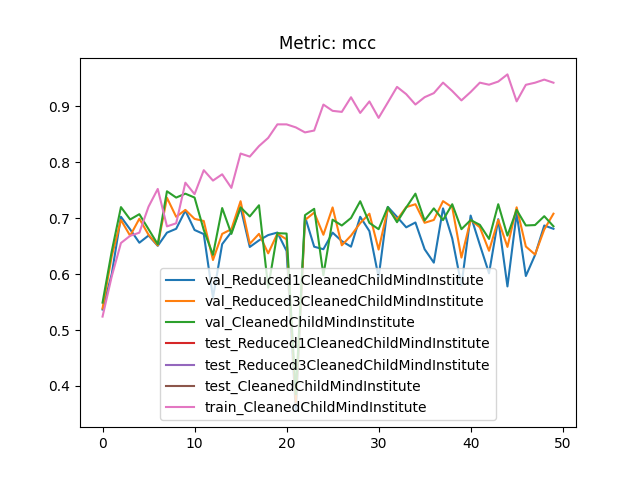 Metric: mcc
0.9
0.8
0.7
0.6
0.5
0.4
val_Reduced1CleanedChildMindInstitute
val_Reduced3CleanedChildMindInstitute
val_CleanedChildMindInstitute
test_Reduced1CleanedChildMindInstitute
test_Reduced3CleanedChildMindInstitute
test_CleanedChildMindInstitute
train_CleanedChildMindInstitute
0 10 20 30 40 50